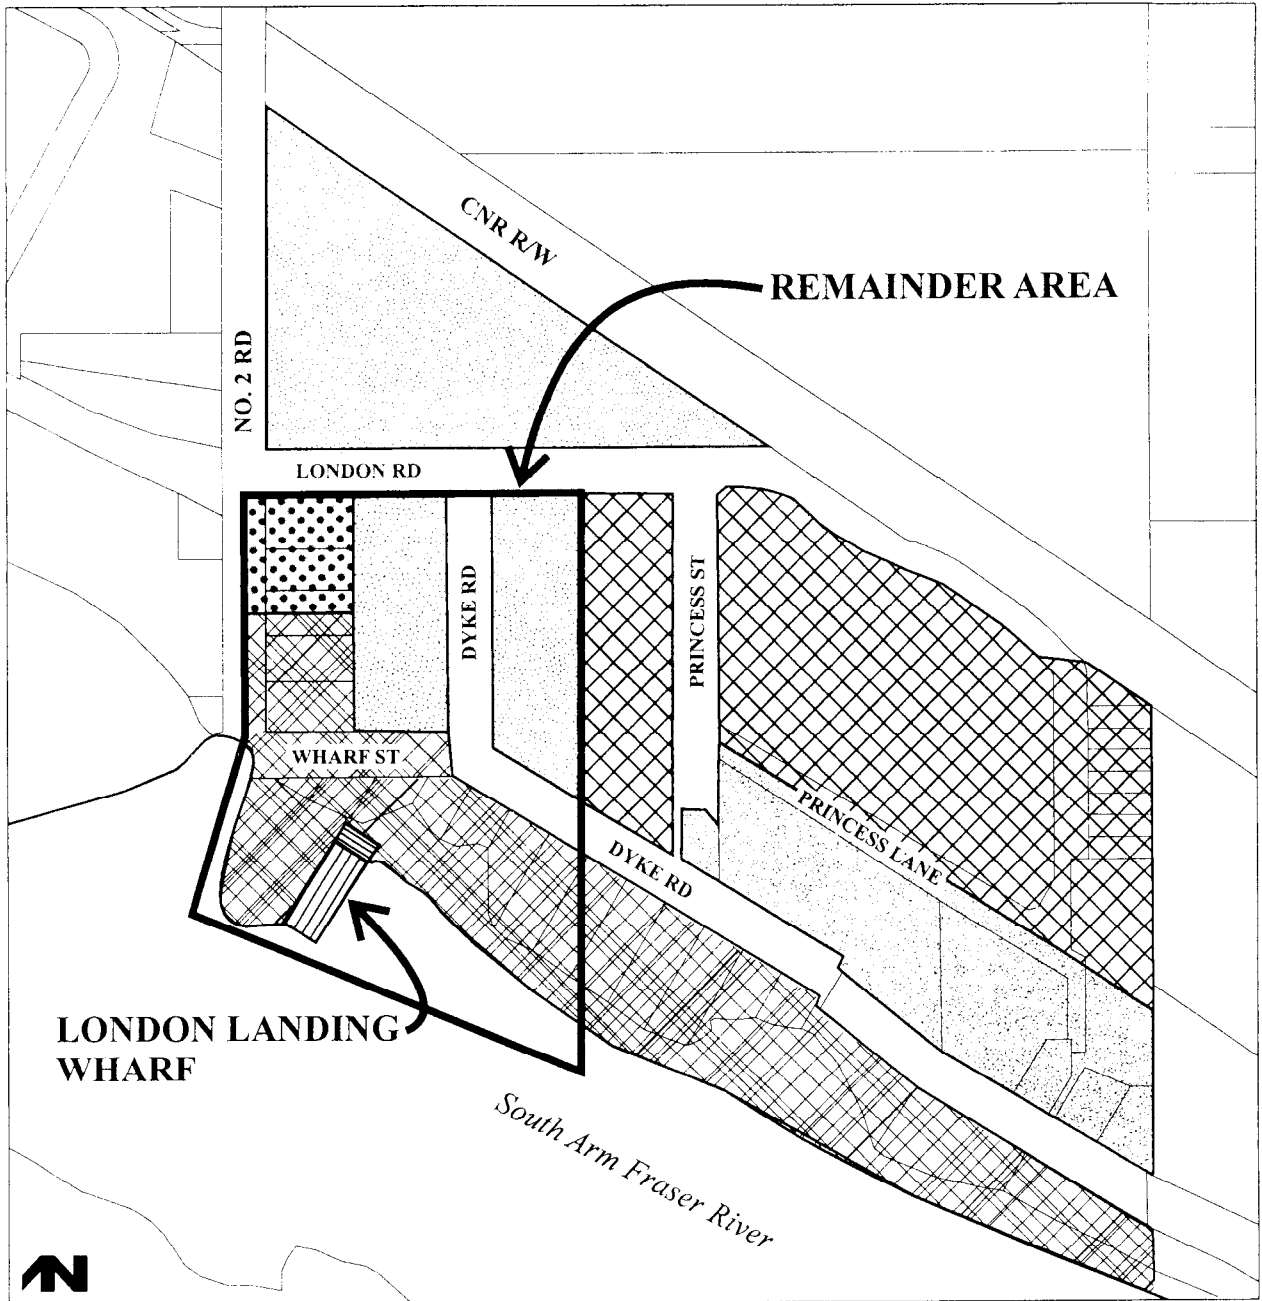 CNR R/W
REMAINDER AREA
NO. 2 RD
LONDON RD
DYKE RD
PRINCESS ST
WHARF ST
PRINCESS LANE
DYKE RD
LONDON LANDING
WHARF
South Arm Fraser River
N